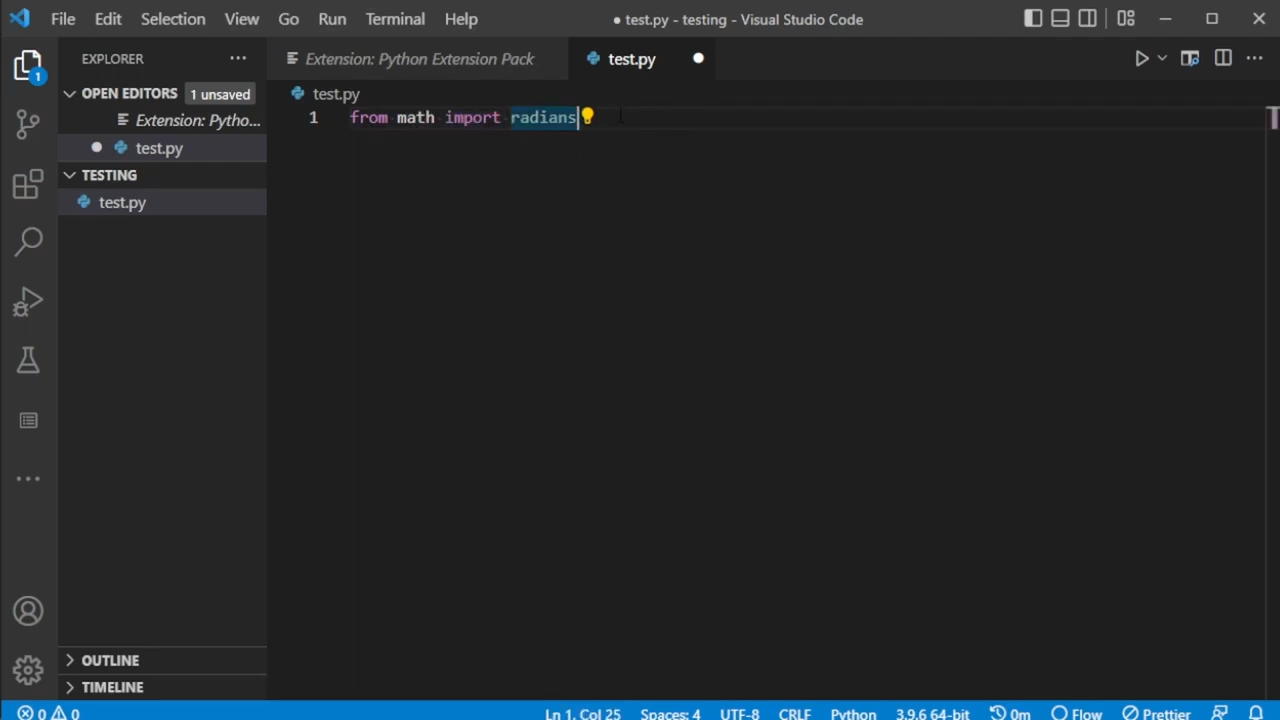 File Edit Selection View Go Run Terminal Help
● test.py - testing - Visual Studio Code
EXPLORER
1
OPEN EDITORS 1 unsaved
Extension: Pytho...
test.py
TESTING
test.py
OUTLINE
TIMELINE
Extension: Python Extension Pack
test.py
test.py
1 from math import radians
0 0 Ln 1, Col 25 Spaces: 4 UTF-8 CRLF Python 3.9.6 64-bit 0m Flow Prettier